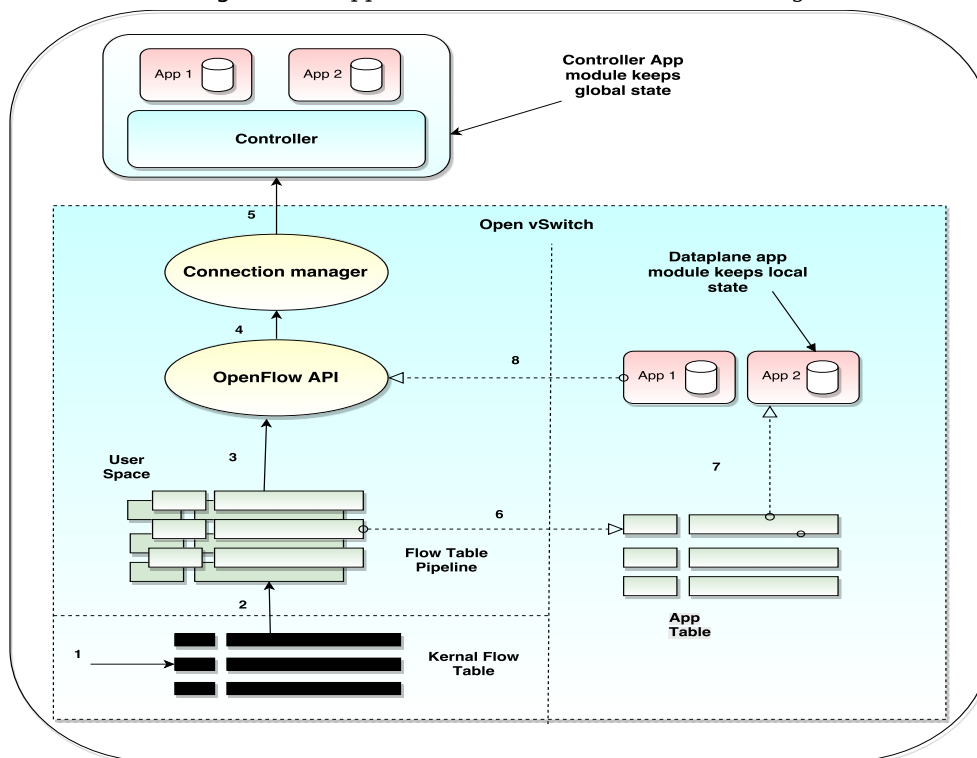 App 1
App 2
Controller
Controller App
module keeps
global state
5
Open vSwitch
Connection manager
Dataplane app
module keeps local
state
4
OpenFlow API
8
App 1
App 2
3
User
Space
7
6
Flow Table
Pipeline
2
App
Table
1
Kernal Flow
Table